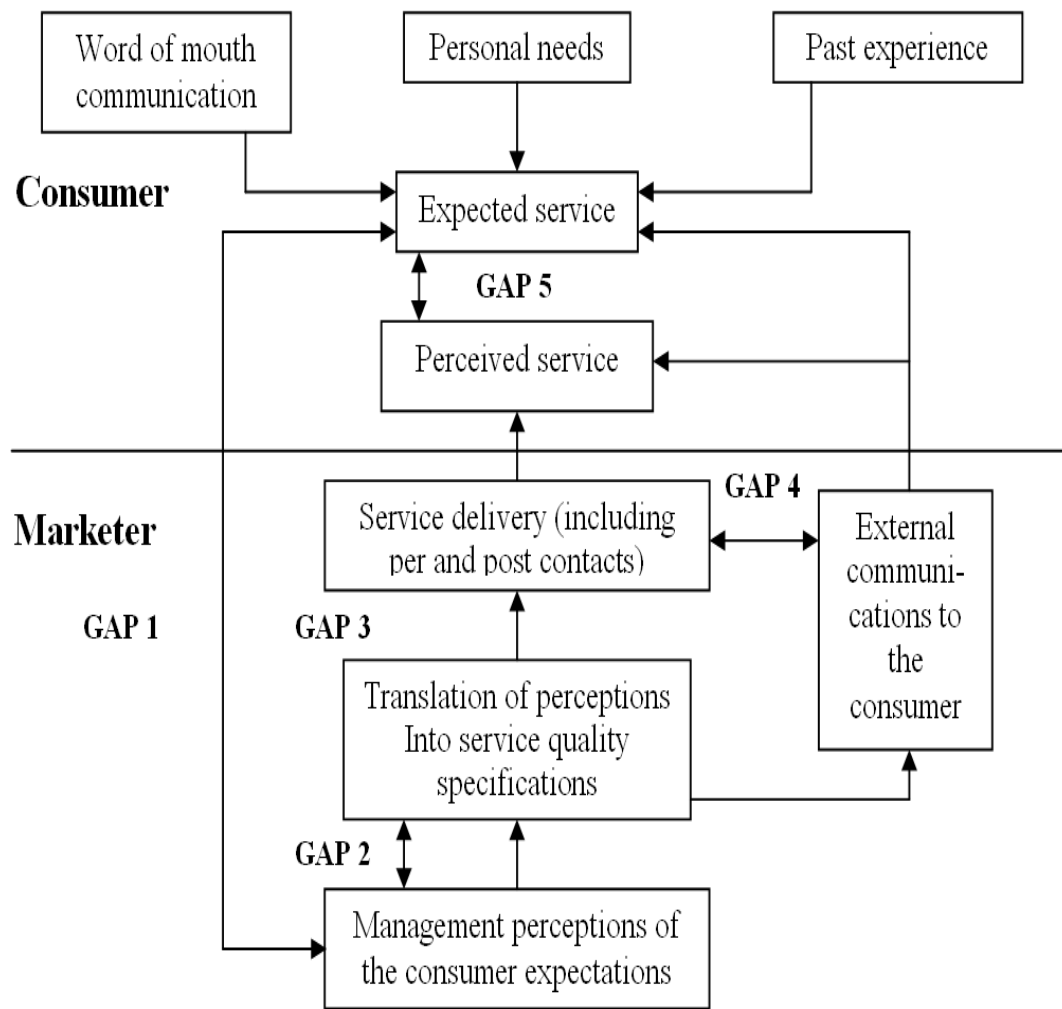 Word of mouth
communication
Personal needs
Past experience
Consumer
Expected service
GAP 5
Perceived service
GAP 4
Marketer
Service delivery (including
per and post contacts)
External
communi-
cations to
the
consumer
GAP 1
GAP 3
Translation of perceptions
Into service quality
specifications
GAP 2
Management perceptions of
the consumer expectations